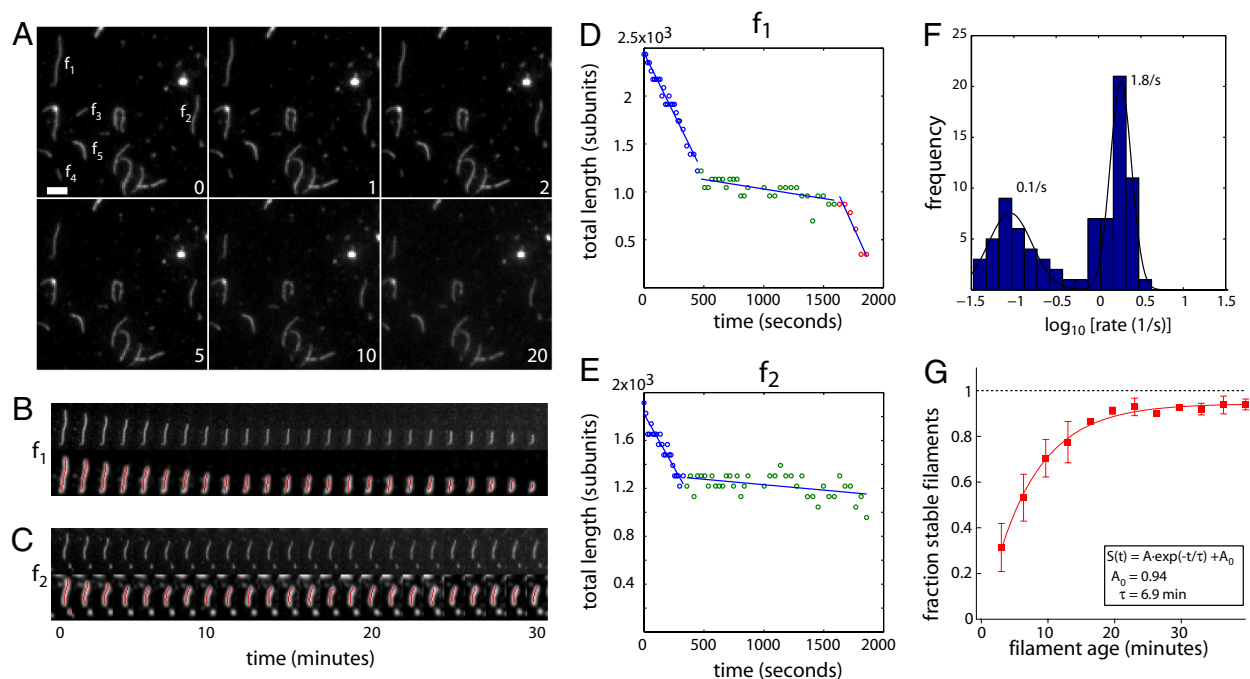 A
f1
f2
f3
f5
f4
0
1
2
5
10
20
B
f1
C
f2
0
10
20
30
time (minutes)
D
f1
2.5x10³
2
1.5
1
0.5
total length (subunits)
0
500
1000
1500
2000
time (seconds)
E
f2
2x10³
1.6
1.2
0.8
0.4
total length (subunits)
0
500
1000
1500
2000
time (seconds)
F
25
20
15
10
5
frequency
0.1/s
1.8/s
−1.5
−1
−0.5
0
0.5
1
1.5
log10 [rate (1/s)]
G
1
0.8
0.6
0.4
0.2
0
fraction stable filaments
S(t) = A·exp(-t/τ) +A0
A0 = 0.94
τ = 6.9 min
0
10
20
30
filament age (minutes)